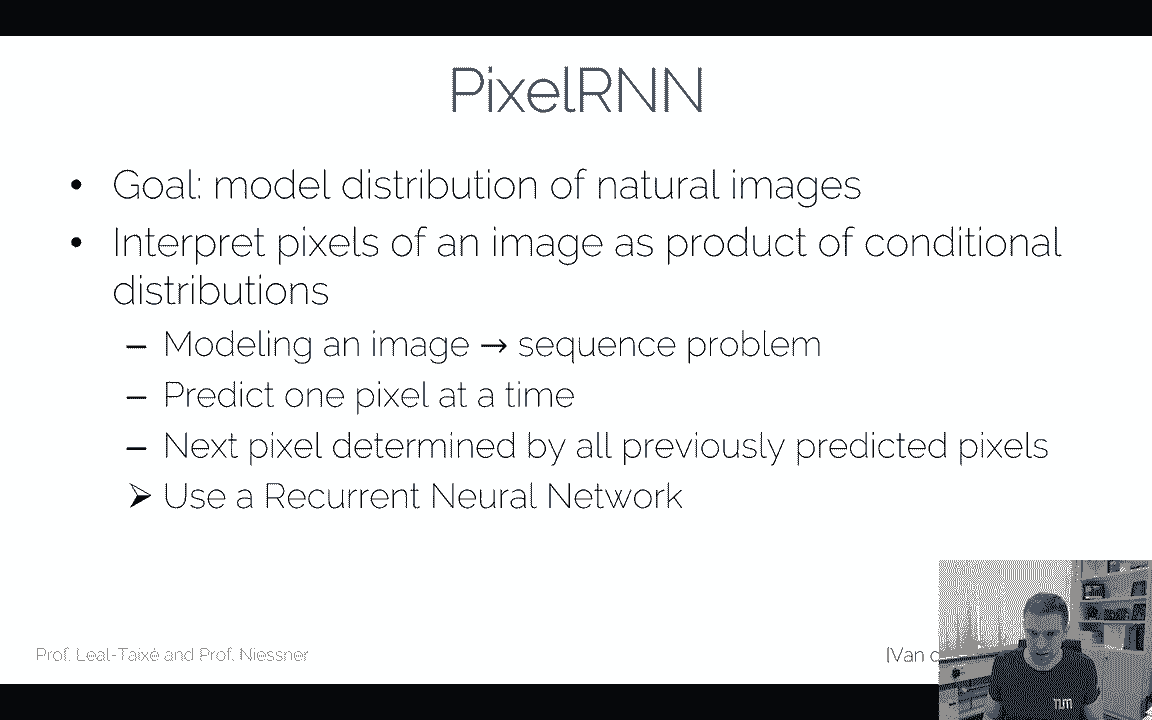 PixelRNN
• Goal: model distribution of natural images
• Interpret pixels of an image as product of conditional
distributions
– Modeling an image → sequence problem
– Predict one pixel at a time
– Next pixel determined by all previously predicted pixels
➢ Use a Recurrent Neural Network
Prof. Leal-Taixé and Prof. Niessner
[Van
TUM